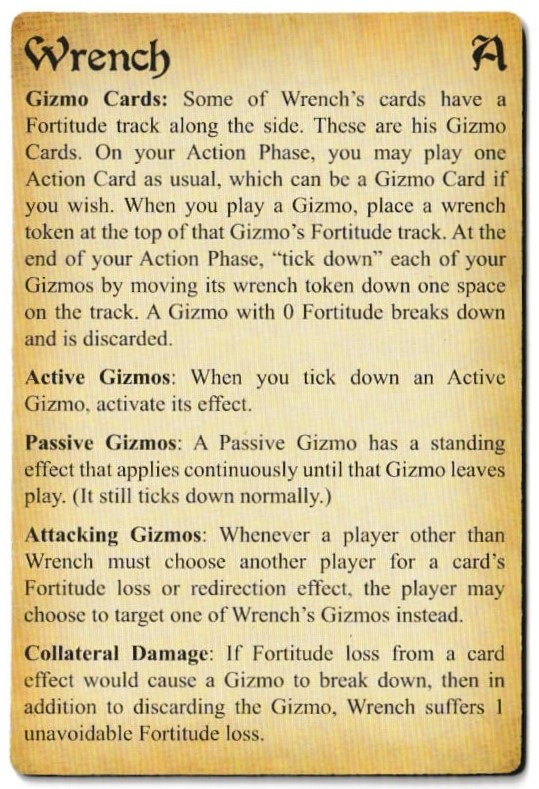 Wrench A
Gizmo Cards: Some of Wrench's cards have a
Fortitude track along the side. These are his Gizmo
Cards. On your Action Phase, you may play one
Action Card as usual, which can be a Gizmo Card if
you wish. When you play a Gizmo, place a wrench
token at the top of that Gizmo's Fortitude track. At the
end of your Action Phase, “tick down” each of your
Gizmos by moving its wrench token down one space
on the track. A Gizmo with 0 Fortitude breaks down
and is discarded.
Active Gizmos: When you tick down an Active
Gizmo, activate its effect.
Passive Gizmos: A Passive Gizmo has a standing
effect that applies continuously until that Gizmo leaves
play. (It still ticks down normally.)
Attacking Gizmos: Whenever a player other than
Wrench must choose another player for a card's
Fortitude loss or redirection effect, the player may
choose to target one of Wrench's Gizmos instead.
Collateral Damage: If Fortitude loss from a card
effect would cause a Gizmo to break down, then in
addition to discarding the Gizmo, Wrench suffers 1
unavoidable Fortitude loss.